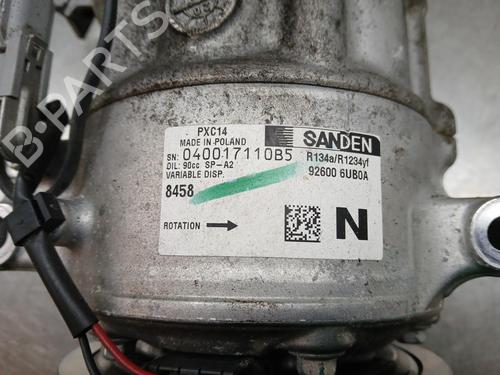 PXC14
MADE IN POLAND
SANDEN
SN: 040017110B5
R134a/R1234yf
OIL: 90cc SP-A2
92600 6UB0A
VARIABLE DISP.
8458
ROTATION
N
B-PARTS